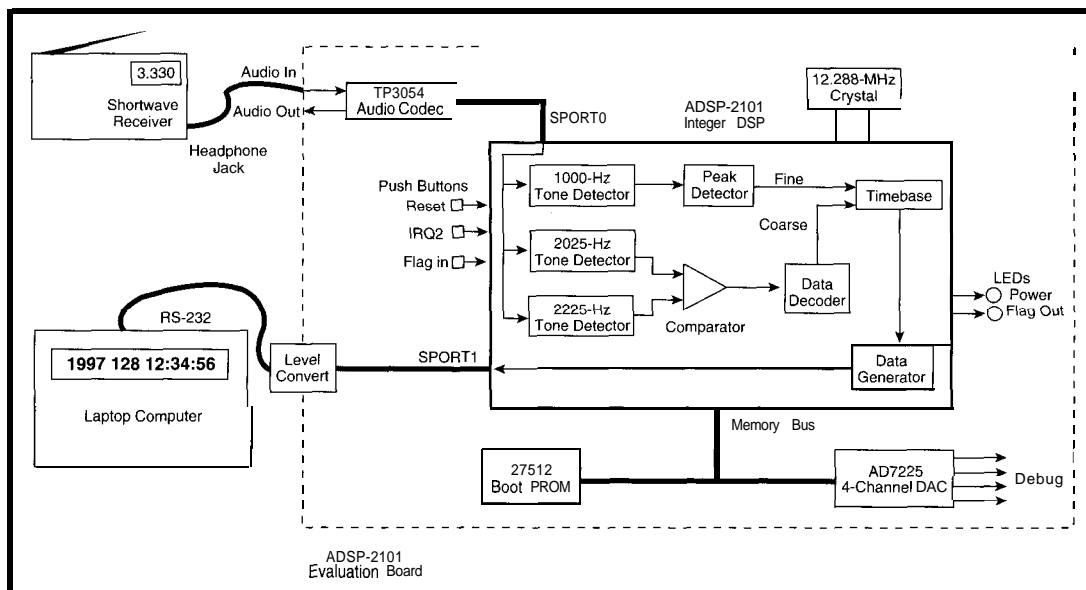 3.330
Shortwave
Receiver
Audio In
Audio Out
Headphone
Jack
TP3054
Audio Codec
SPORT0
ADSP-2101
Integer DSP
12.288-MHz
Crystal
Push Buttons
Reset
IRQ2
Flag in
1000-Hz
Tone Detector
Peak
Detector
Fine
Timebase
Coarse
2025-Hz
Tone Detector
2225-Hz
Tone Detector
Comparator
Data
Decoder
LEDs
Power
Flag Out
RS-232
1997 128 12:34:56
Laptop Computer
Level
Convert
SPORT1
Data
Generator
Memory Bus
27512
Boot PROM
AD7225
4-Channel DAC
Debug
ADSP-2101
Evaluation Board